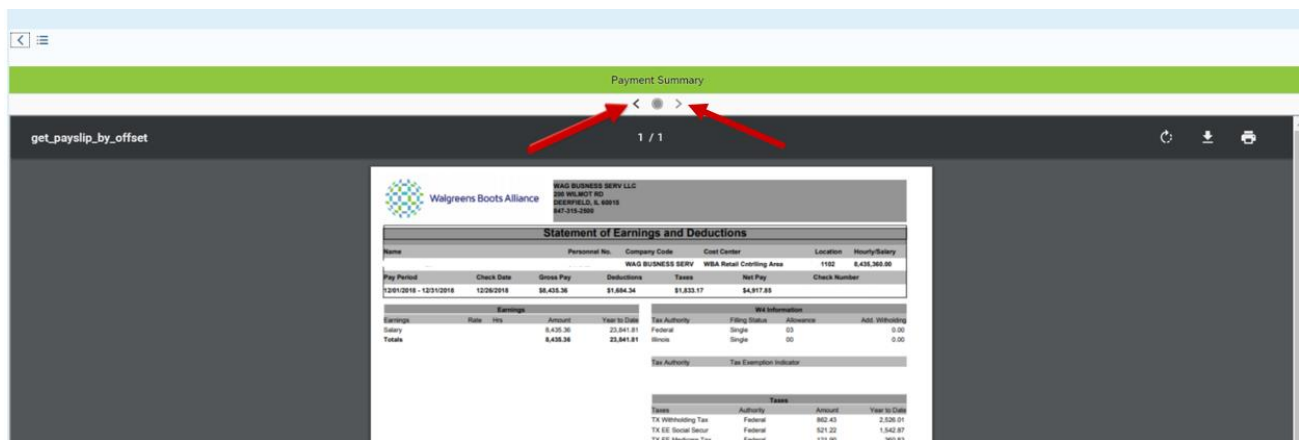 Payment Summary
get_payslip_by_offset
1 / 1
Walgreens Boots Alliance
WAG BUSNESS SERV LLC
200 WILMOT RD
DEERFIELD, IL 60015
847-315-2500
Statement of Earnings and Deductions
Name Personnel No. Company Code Cost Center Location Hourly/Salary
WAG BUSNESS SERV WBA Retail Cntrlling Area 1102 8,435,360.00
Pay Period Check Date Gross Pay Deductions Taxes Net Pay Check Number
12/01/2018 - 12/31/2018 12/26/2018 $8,435.36 $1,684.34 $1,833.17 $4,917.85
Earnings
Earnings Rate Hrs Amount Year to Date
Salary 8,435.36 23,841.81
Totals 8,435.36 23,841.81
W4 Information
Tax Authority Filing Status Allowance Add. Witholding
Federal Single 03 0.00
Illinois Single 00 0.00
Tax Authority Tax Exemption Indicator
Taxes
Taxes Authority Amount Year to Date
TX Withholding Tax Federal 862.43 2,526.01
TX EE Social Secur Federal 521.22 1,542.87
TX EE Medicare Tax Federal